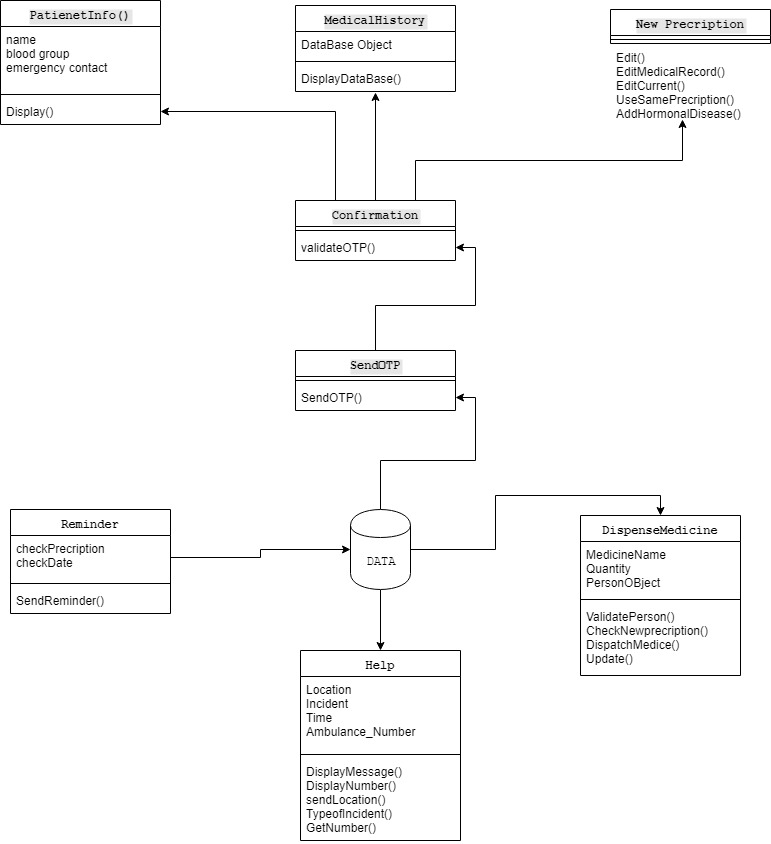 PatienetInfo()
name
blood group
emergency contact
Display()
MedicalHistory
DataBase Object
DisplayDataBase()
New Precription
Edit()
EditMedicalRecord()
EditCurrent()
UseSamePrecription()
AddHormonalDisease()
Confirmation
validateOTP()
SendOTP
SendOTP()
Reminder
checkPrecription
checkDate
SendReminder()
DATA
DispenseMedicine
MedicineName
Quantity
PersonOBject
ValidatePerson()
CheckNewprecription()
DispatchMedice()
Update()
Help
Location
Incident
Time
Ambulance_Number
DisplayMessage()
DisplayNumber()
sendLocation()
TypeofIncident()
GetNumber()